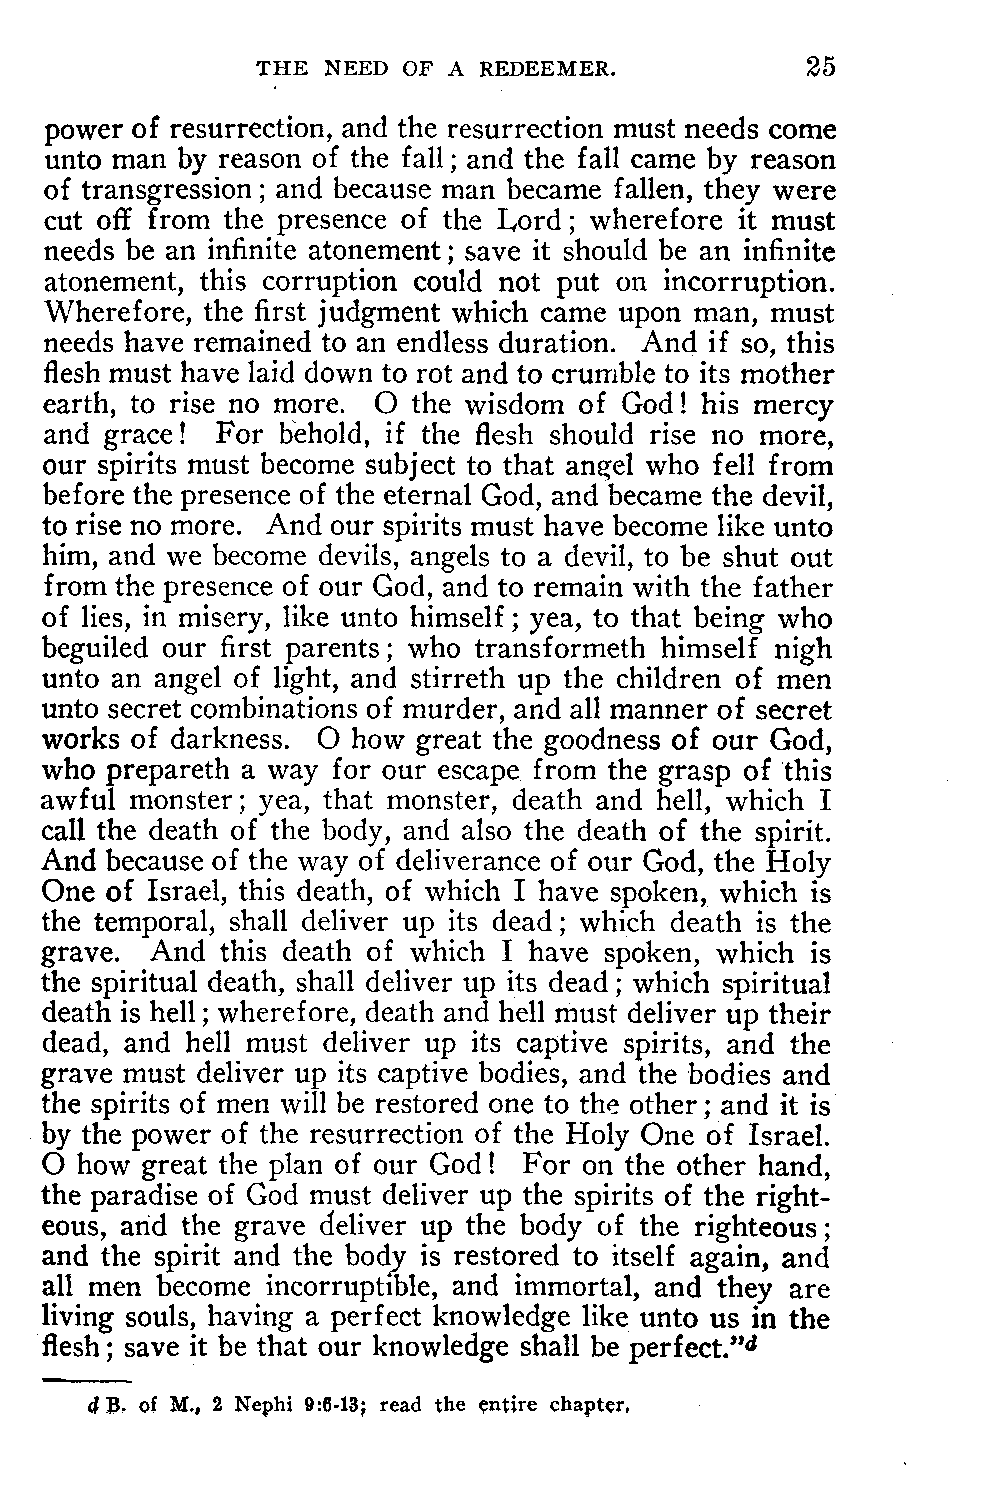 THE NEED OF A REDEEMER. 25
power of resurrection, and the resurrection must needs come
unto man by reason of the fall; and the fall came by reason
of transgression; and because man became fallen, they were
cut off from the presence of the Lord; wherefore it must
needs be an infinite atonement; save it should be an infinite
atonement, this corruption could not put on incorruption.
Wherefore, the first judgment which came upon man, must
needs have remained to an endless duration. And if so, this
flesh must have laid down to rot and to crumble to its mother
earth, to rise no more. O the wisdom of God! his mercy
and grace! For behold, if the flesh should rise no more,
our spirits must become subject to that angel who fell from
before the presence of the eternal God, and became the devil,
to rise no more. And our spirits must have become like unto
him, and we become devils, angels to a devil, to be shut out
from the presence of our God, and to remain with the father
of lies, in misery, like unto himself; yea, to that being who
beguiled our first parents; who transformeth himself nigh
unto an angel of light, and stirreth up the children of men
unto secret combinations of murder, and all manner of secret
works of darkness. O how great the goodness of our God,
who prepareth a way for our escape from the grasp of this
awful monster; yea, that monster, death and hell, which I
call the death of the body, and also the death of the spirit.
And because of the way of deliverance of our God, the Holy
One of Israel, this death, of which I have spoken, which is
the temporal, shall deliver up its dead; which death is the
grave. And this death of which I have spoken, which is
the spiritual death, shall deliver up its dead; which spiritual
death is hell; wherefore, death and hell must deliver up their
dead, and hell must deliver up its captive spirits, and the
grave must deliver up its captive bodies, and the bodies and
the spirits of men will be restored one to the other; and it is
by the power of the resurrection of the Holy One of Israel.
O how great the plan of our God! For on the other hand,
the paradise of God must deliver up the spirits of the right-
eous, and the grave deliver up the body of the righteous;
and the spirit and the body is restored to itself again, and
all men become incorruptible, and immortal, and they are
living souls, having a perfect knowledge like unto us in the
flesh; save it be that our knowledge shall be perfect."d
d B. of M., 2 Nephi 9:6-13; read the entire chapter.